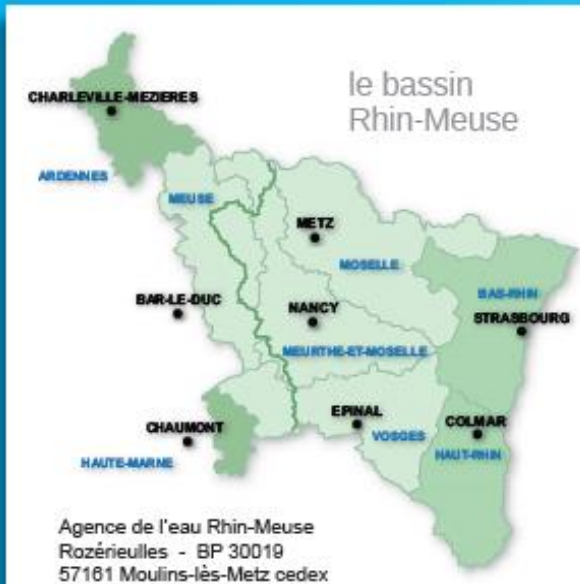 le bassin
Rhin-Meuse
CHARLEVILLE-MEZIERES
ARDENNES
MEUSE
METZ
MOSELLE
BAS-RHIN
BAR-LE-DUC
NANCY
STRASBOURG
MEURTHE-ET-MOSELLE
EPINAL
COLMAR
CHAUMONT
VOSGES
HAUTE-MARNE
HAUT-RHIN
Agence de l'eau Rhin-Meuse
Rozérieulles - BP 30019
57161 Moulins-lès-Metz cedex